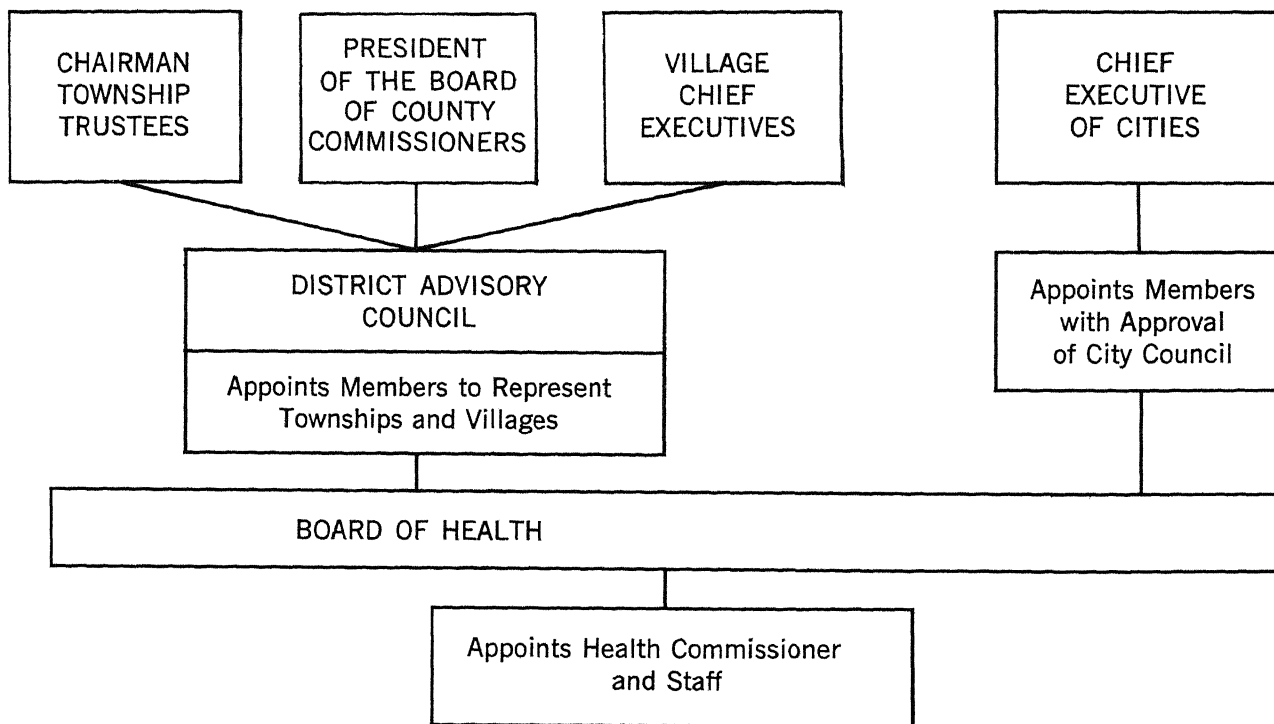 CHAIRMAN
TOWNSHIP
TRUSTEES
PRESIDENT
OF THE BOARD
OF COUNTY
COMMISSIONERS
VILLAGE
CHIEF
EXECUTIVES
CHIEF
EXECUTIVE
OF CITIES
DISTRICT ADVISORY
COUNCIL
Appoints Members to Represent
Townships and Villages
Appoints Members
with Approval
of City Council
BOARD OF HEALTH
Appoints Health Commissioner
and Staff